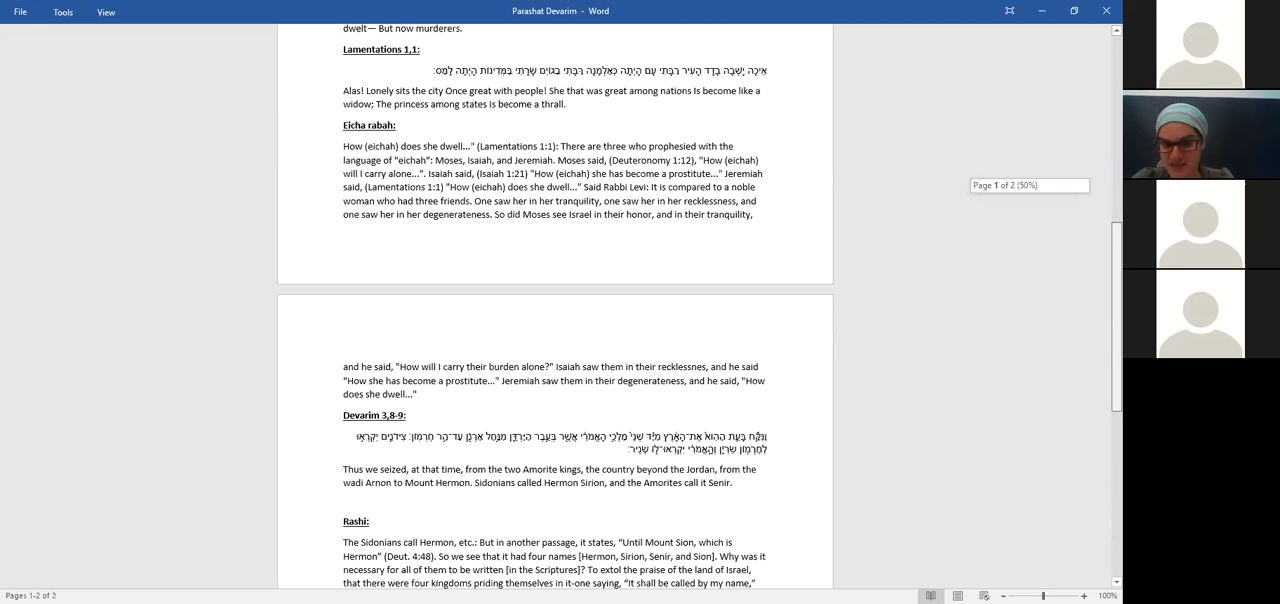 File Tools View Parashat Devarim - Word
dwelt— But now murderers.
Lamentations 1,1:
אֵיכָה יָשְׁבָה בָדָד הָעִיר רַבָּתִי עָם הָיְתָה כְּאַלְמָנָה רַבָּתִי בַגּוֹיִם שָׂרָתִי בַּמְּדִינוֹת הָיְתָה לָמַס׃
Alas! Lonely sits the city Once great with people! She that was great among nations Is become like a
widow; The princess among states Is become a thrall.
Eicha rabah:
How (eichah) does she dwell..." (Lamentations 1:1): There are three who prophesied with the
language of "eichah": Moses, Isaiah, and Jeremiah. Moses said, (Deuteronomy 1:12), "How (eichah)
will I carry alone...". Isaiah said, (Isaiah 1:21) "How (eichah) she has become a prostitute..." Jeremiah
said, (Lamentations 1:1) "How (eichah) does she dwell..." Said Rabbi Levi: It is compared to a noble
woman who had three friends. One saw her in her tranquility, one saw her in her recklessness, and
one saw her in her degenerateness. So did Moses see Israel in their honor, and in their tranquility,
Page 1 of 2 (50%)
and he said, "How will I carry their burden alone?" Isaiah saw them in their recklessnes, and he said
"How she has become a prostitute..." Jeremiah saw them in their degenerateness, and he said, "How
does she dwell..."
Devarim 3,8-9:
וַנִּקַּ֞ח בָּעֵ֤ת הַהִוא֙ אֶת־הָאָ֔רֶץ מִיַּ֗ד שְׁנֵי֙ מַלְכֵ֣י הָאֱמֹרִ֔י אֲשֶׁ֖ר בְּעֵ֣בֶר הַיַּרְדֵּ֑ן מִנַּ֥חַל אַרְנֹ֖ן עַד־הַ֥ר חֶרְמֽוֹן׃ צִידֹנִ֛ים יִקְרְא֥וּ
לְחֶרְמ֖וֹן שִׂרְיֹ֑ן וְהָ֣אֱמֹרִ֔י יִקְרְאוּ־ל֖וֹ שְׂנִֽיר׃
Thus we seized, at that time, from the two Amorite kings, the country beyond the Jordan, from the
wadi Arnon to Mount Hermon. Sidonians called Hermon Sirion, and the Amorites call it Senir.
Rashi:
The Sidonians call Hermon, etc.: But in another passage, it states, “Until Mount Sion, which is
Hermon” (Deut. 4:48). So we see that it had four names [Hermon, Sirion, Senir, and Sion]. Why was it
necessary for all of them to be written [in the Scriptures]? To extol the praise of the land of Israel,
that there were four kingdoms priding themselves in it-one saying, “It shall be called by my name,”
Pages 1-2 of 2 100%